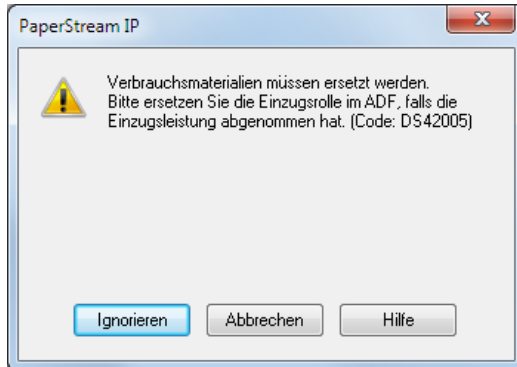 PaperStream IP
Verbrauchsmaterialien müssen ersetzt werden.
Bitte ersetzen Sie die Einzugsrolle im ADF, falls die
Einzugsleistung abgenommen hat. (Code: DS42005)
Ignorieren
Abbrechen
Hilfe